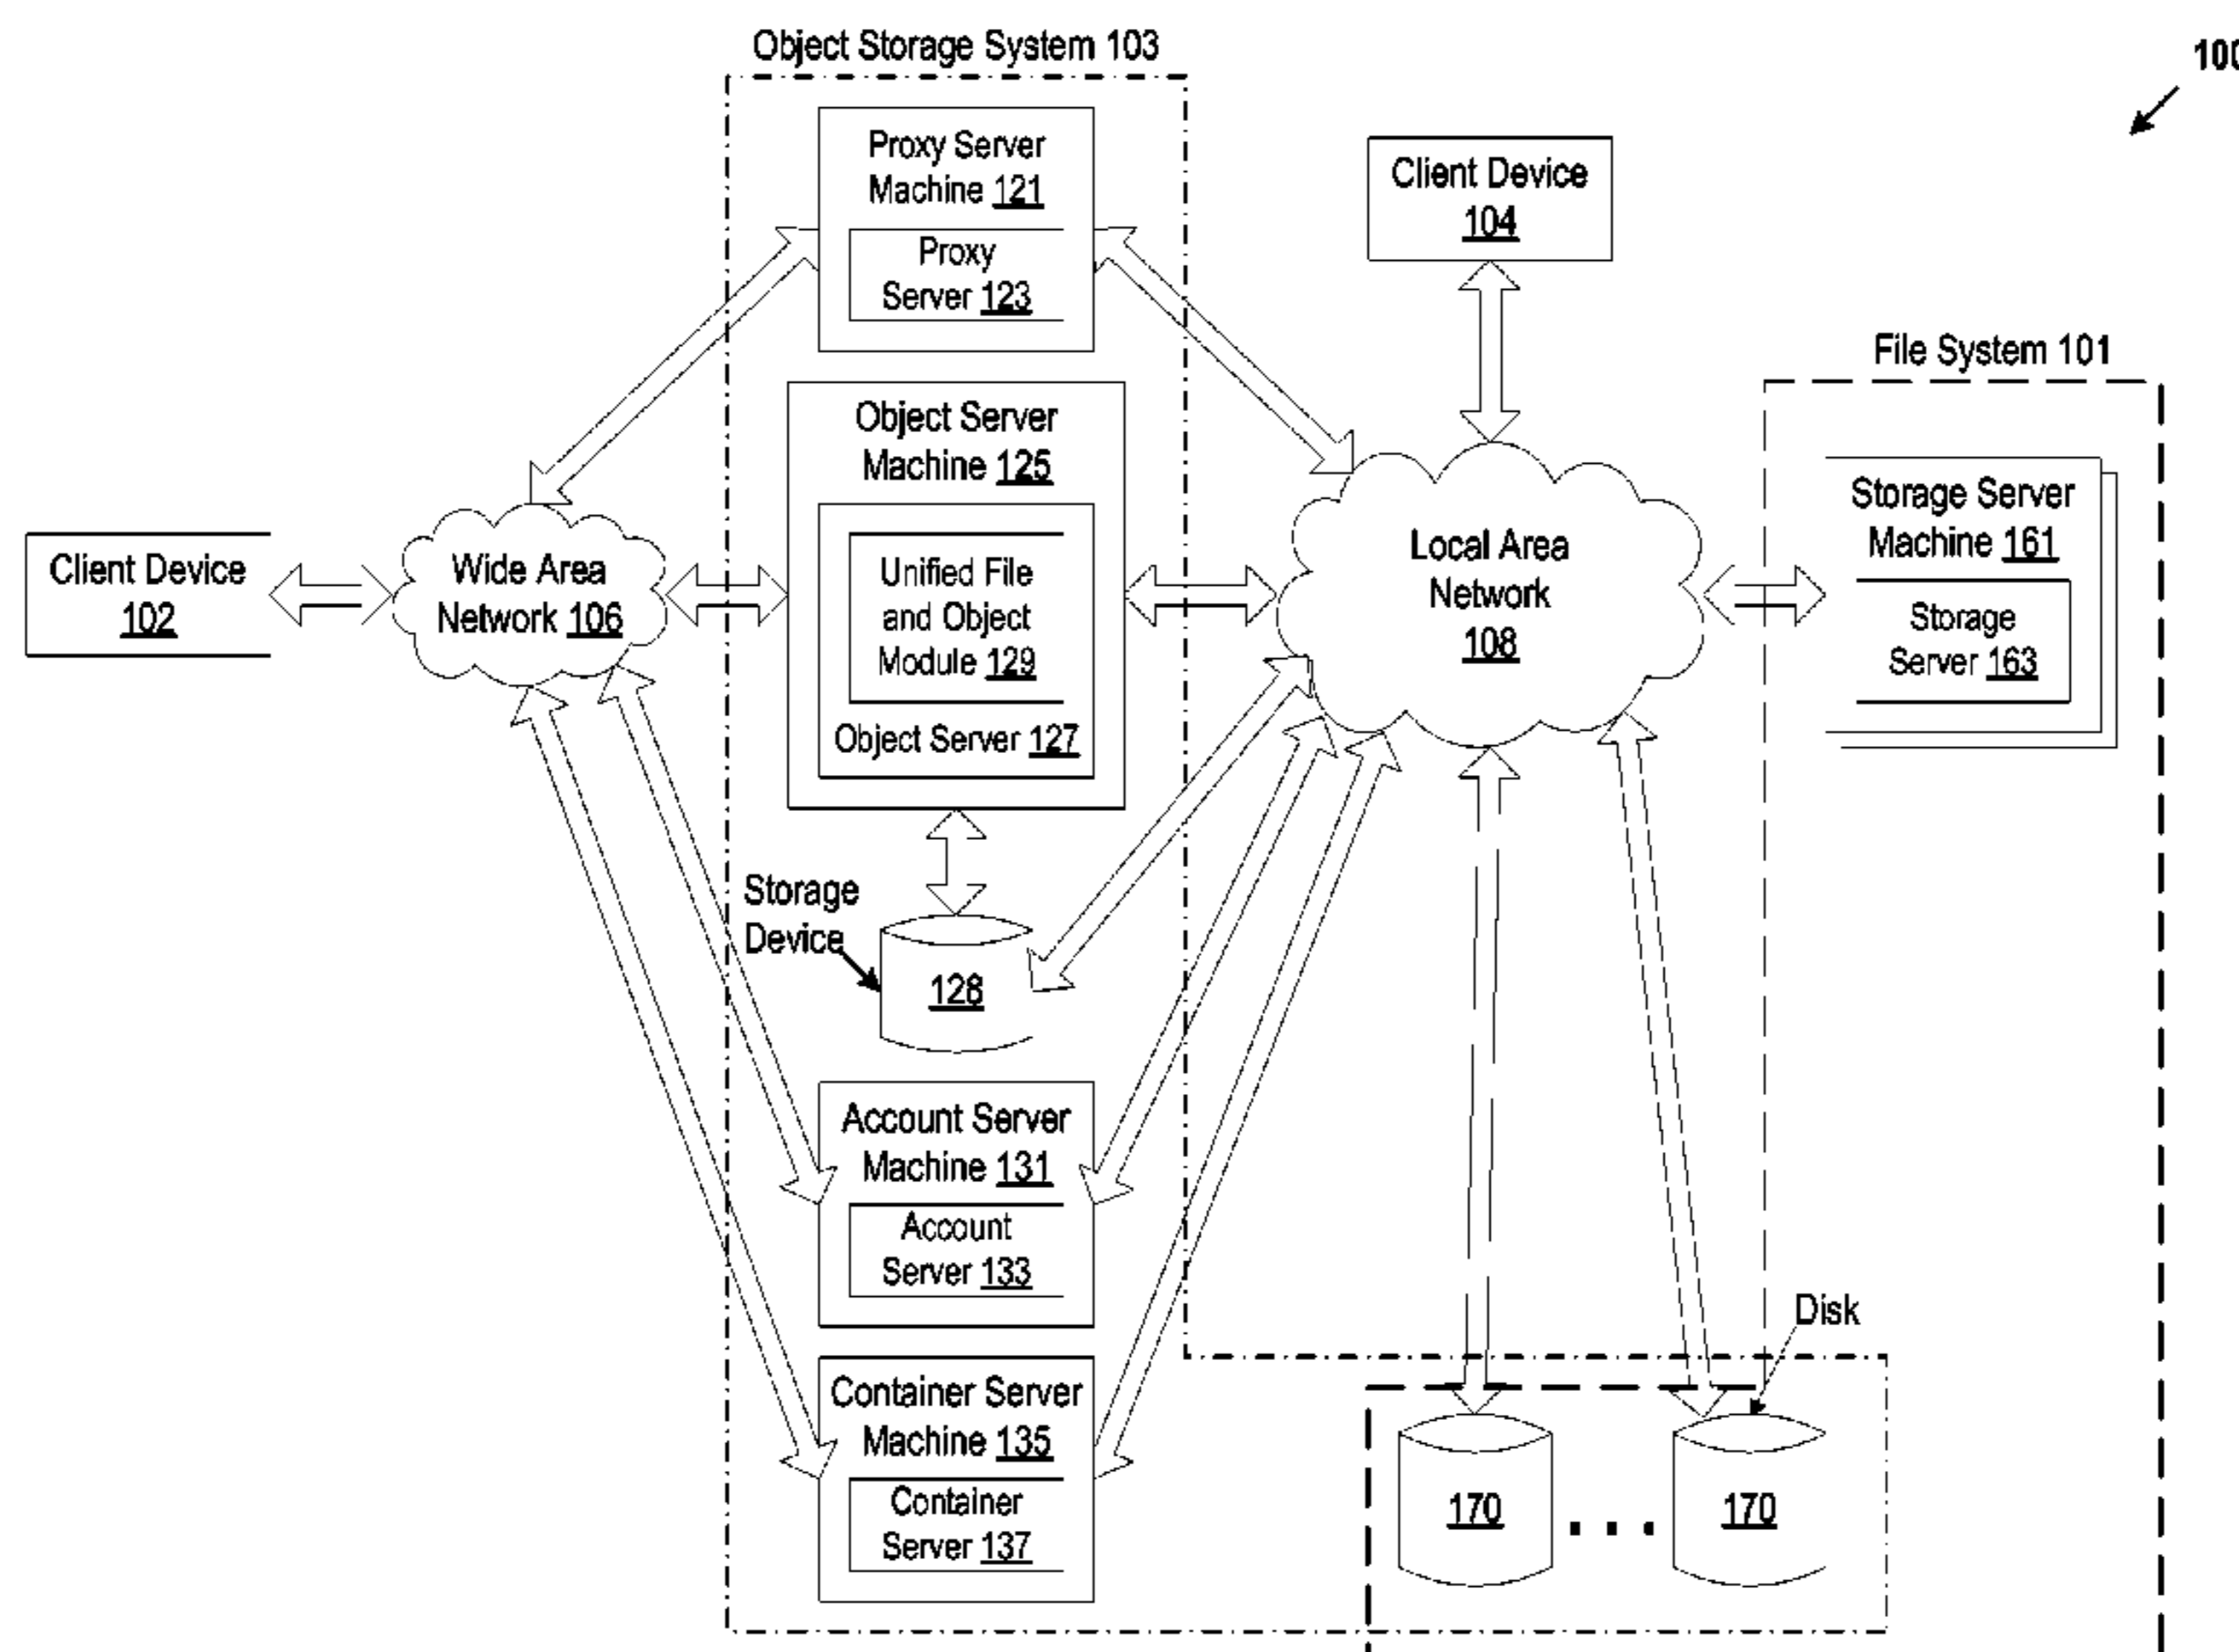 Object Storage System 103
100
Proxy Server
Machine 121
Proxy
Server 123
Client Device
104
File System 101
Object Server
Machine 125
Unified File
and Object
Module 129
Object Server 127
Client Device
102
Wide Area
Network 106
Local Area
Network
108
Storage Server
Machine 161
Storage
Server 163
Storage
Device
128
Account Server
Machine 131
Account
Server 133
Disk
Container Server
Machine 135
Container
Server 137
170
. . .
170